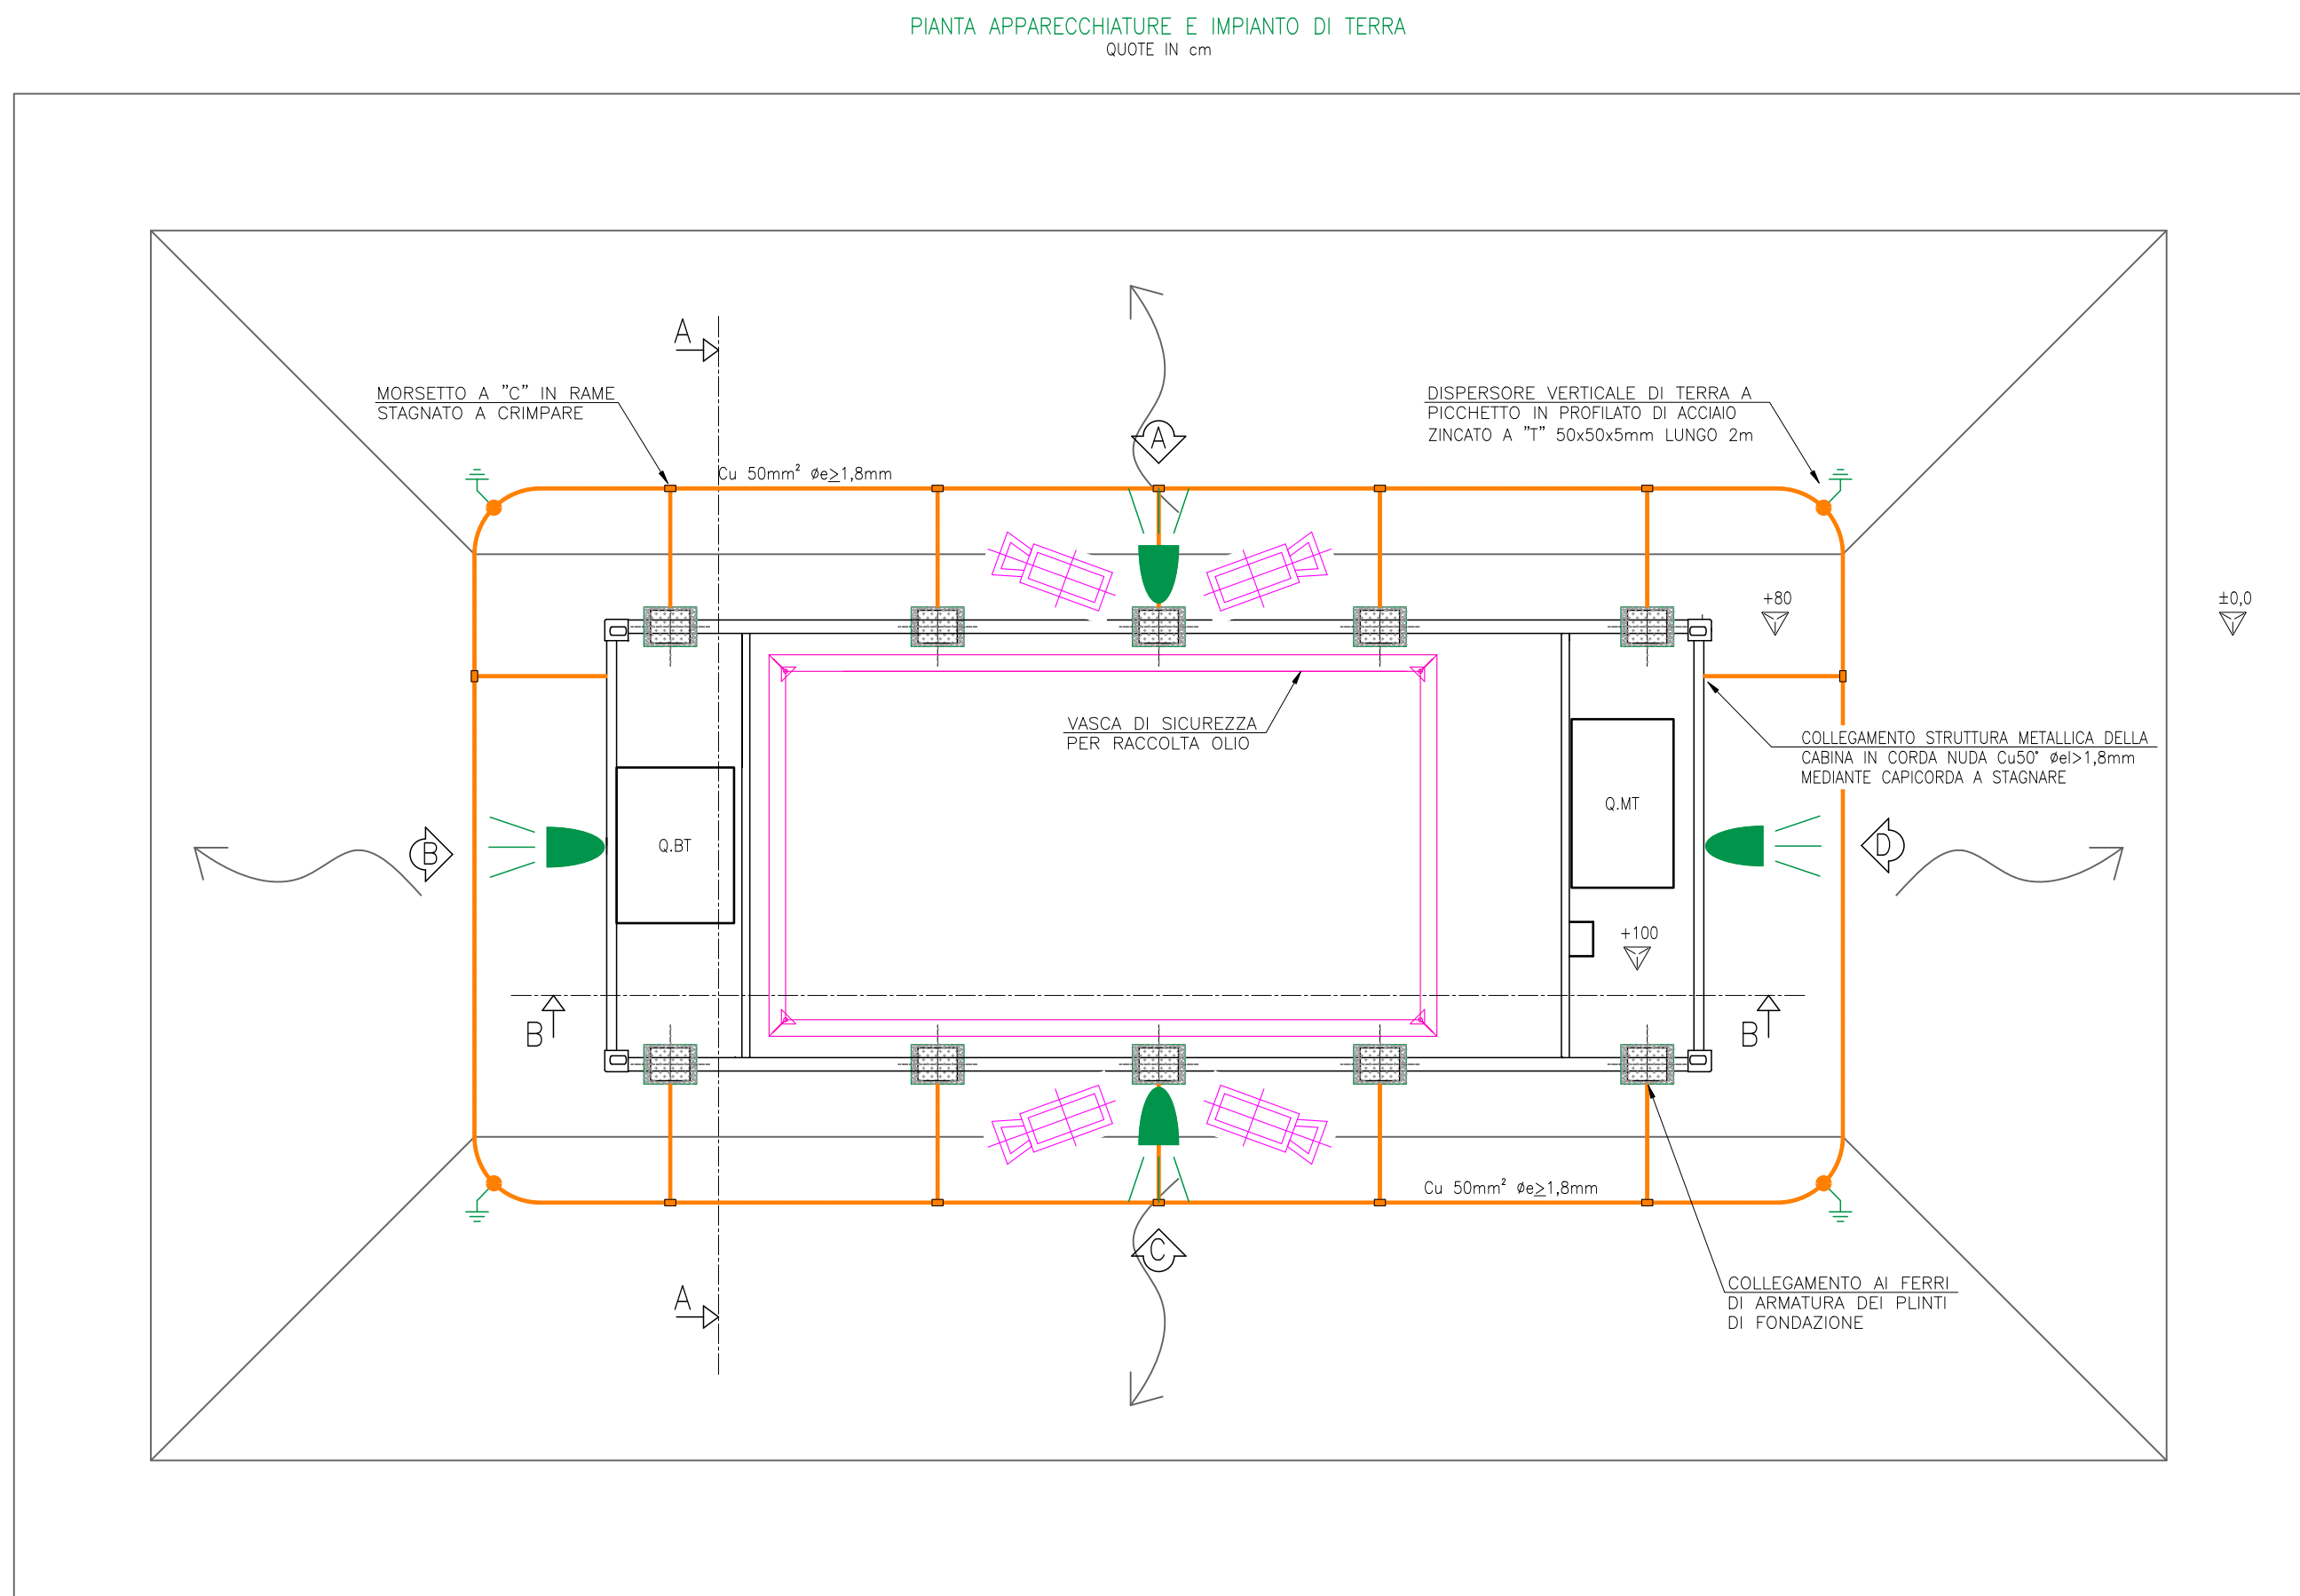 PIANTA APPARECCHIATURE E IMPIANTO DI TERRA
QUOTE IN cm
A
MORSETTO A "C" IN RAME
STAGNATO A CRIMPARE
DISPERSORE VERTICALE DI TERRA A
PICCHETTO IN PROFILATO DI ACCIAIO
ZINCATO A "T" 50x50x5mm LUNGO 2m
A
Cu 50mm² øe≥1,8mm
+80
±0,0
VASCA DI SICUREZZA
PER RACCOLTA OLIO
COLLEGAMENTO STRUTTURA METALLICA DELLA
CABINA IN CORDA NUDA Cu50° øel>1,8mm
MEDIANTE CAPICORDA A STAGNARE
Q.MT
B
Q.BT
D
+100
B
B
Cu 50mm² øe≥1,8mm
C
A
COLLEGAMENTO AI FERRI
DI ARMATURA DEI PLINTI
DI FONDAZIONE